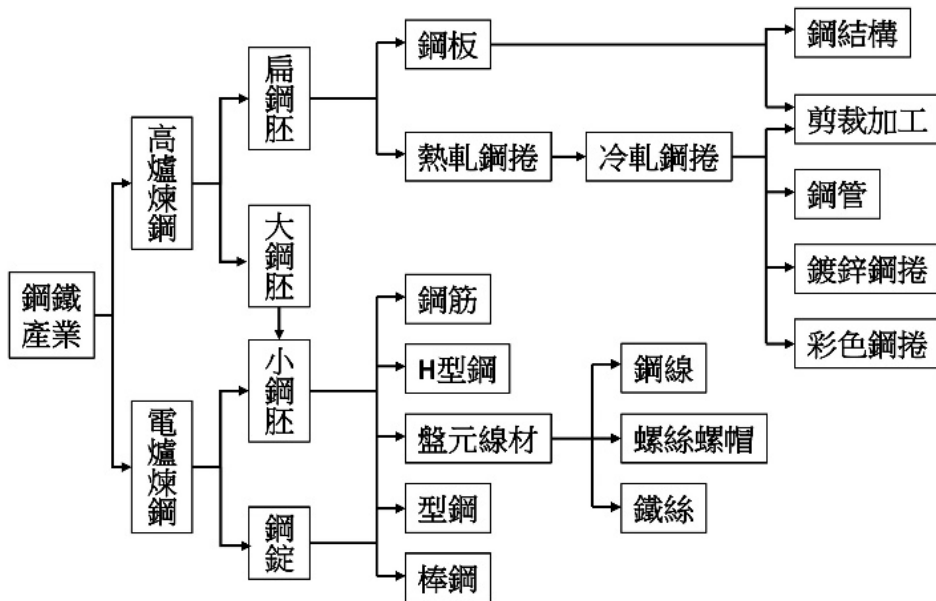 鋼鐵
產業
高爐煉鋼
電爐煉鋼
扁鋼胚
大鋼胚
小鋼胚
鋼錠
鋼板
熱軋鋼捲
冷軋鋼捲
鋼結構
剪裁加工
鋼管
鍍鋅鋼捲
彩色鋼捲
鋼筋
H型鋼
盤元線材
型鋼
棒鋼
鋼線
螺絲螺帽
鐵絲